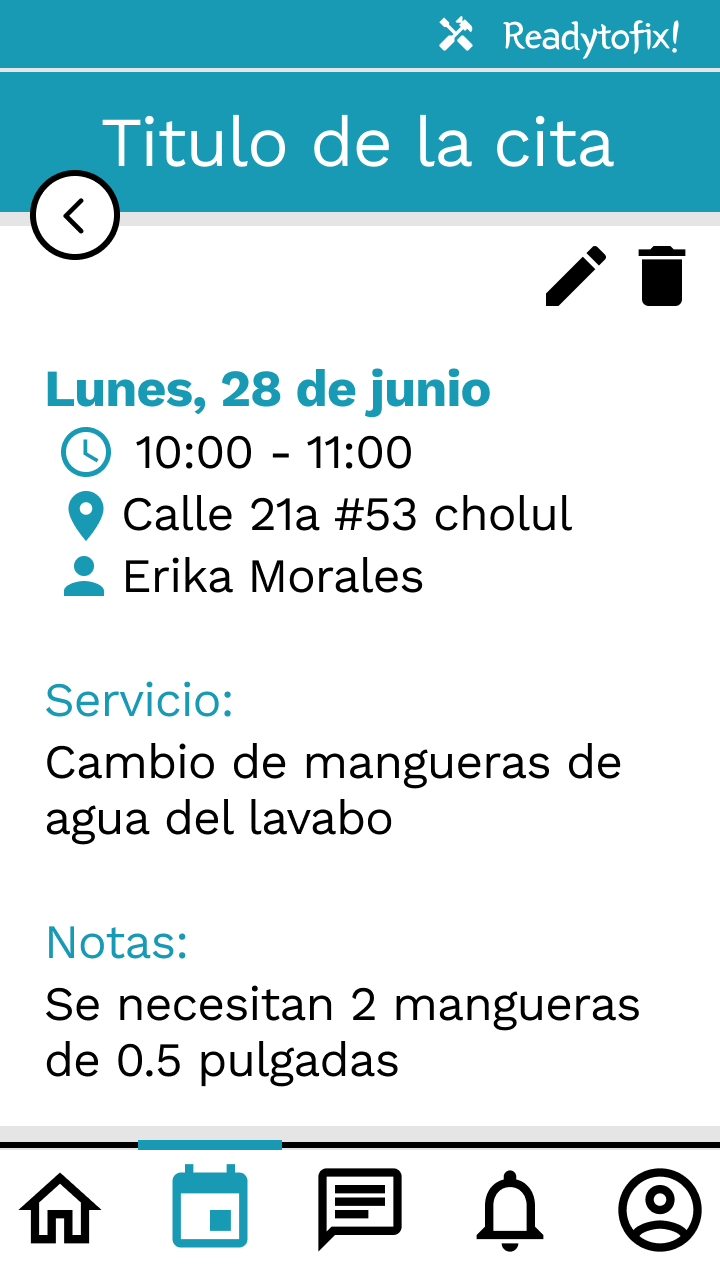 Readytofix!
Titulo de la cita
Lunes, 28 de junio
10:00 - 11:00
Calle 21a #53 cholul
Erika Morales
Servicio:
Cambio de mangueras de
agua del lavabo
Notas:
Se necesitan 2 mangueras
de 0.5 pulgadas